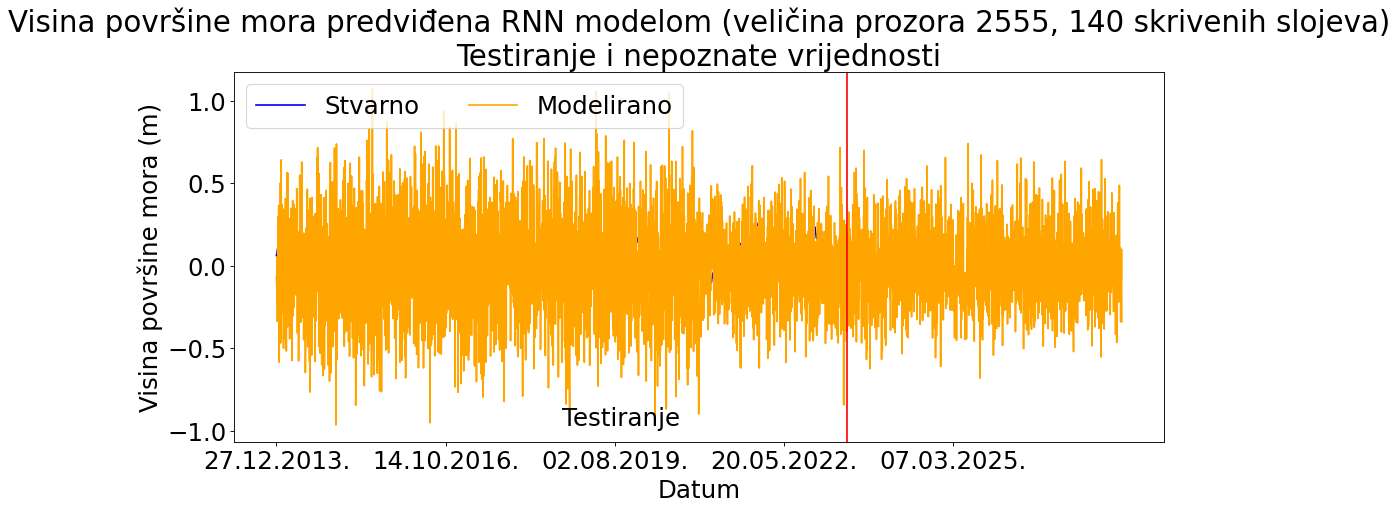 Visina površine mora predviđena RNN modelom (veličina prozora 2555, 140 skrivenih slojeva)
Testiranje i nepoznate vrijednosti
Stvarno
Modelirano
Visina površine mora (m)
1.0
0.5
0.0
−0.5
−1.0
Testiranje
27.12.2013.
14.10.2016.
02.08.2019.
20.05.2022.
07.03.2025.
Datum